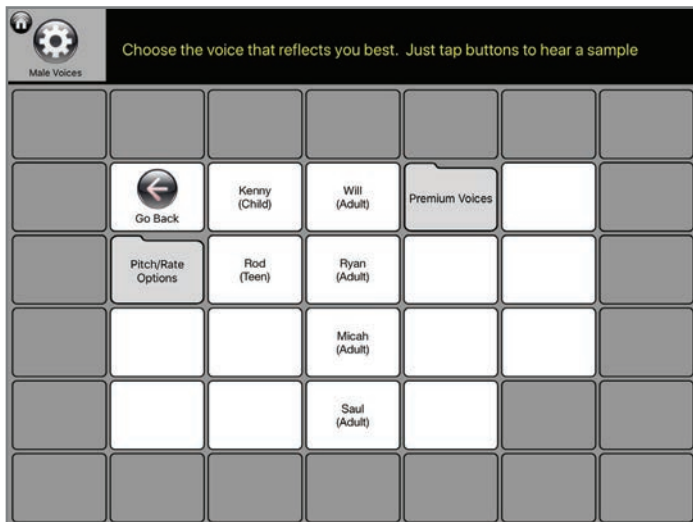 Male Voices
Choose the voice that reflects you best.  Just tap buttons to hear a sample
Go Back
Kenny
(Child)
Will
(Adult)
Premium Voices
Pitch/Rate
Options
Rod
(Teen)
Ryan
(Adult)
Micah
(Adult)
Saul
(Adult)